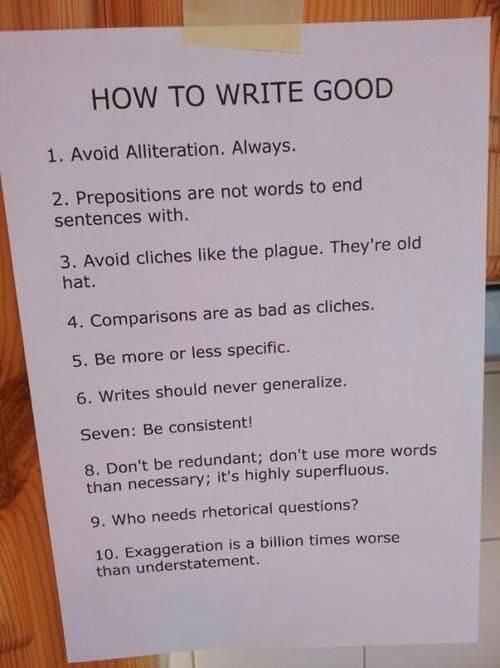 HOW TO WRITE GOOD
1. Avoid Alliteration. Always.
2. Prepositions are not words to end
sentences with.
3. Avoid cliches like the plague. They're old
hat.
4. Comparisons are as bad as cliches.
5. Be more or less specific.
6. Writes should never generalize.
Seven: Be consistent!
8. Don't be redundant; don't use more words
than necessary; it's highly superfluous.
9. Who needs rhetorical questions?
10. Exaggeration is a billion times worse
than understatement.